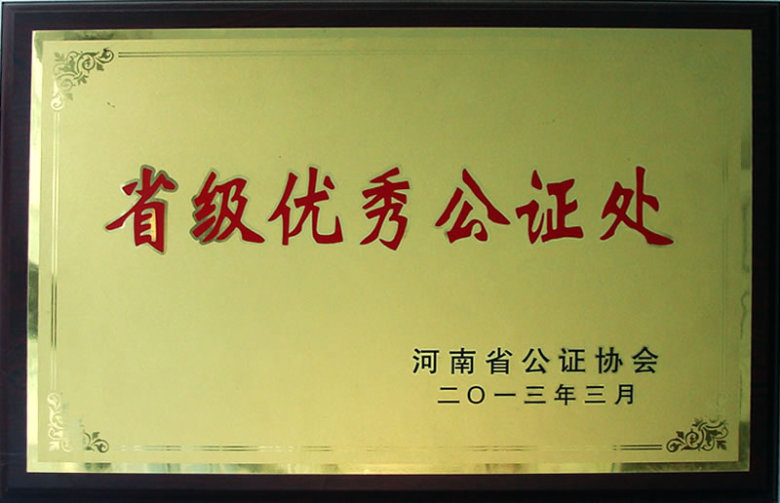 省级优秀公证处
河南省公证协会
二〇一三年三月